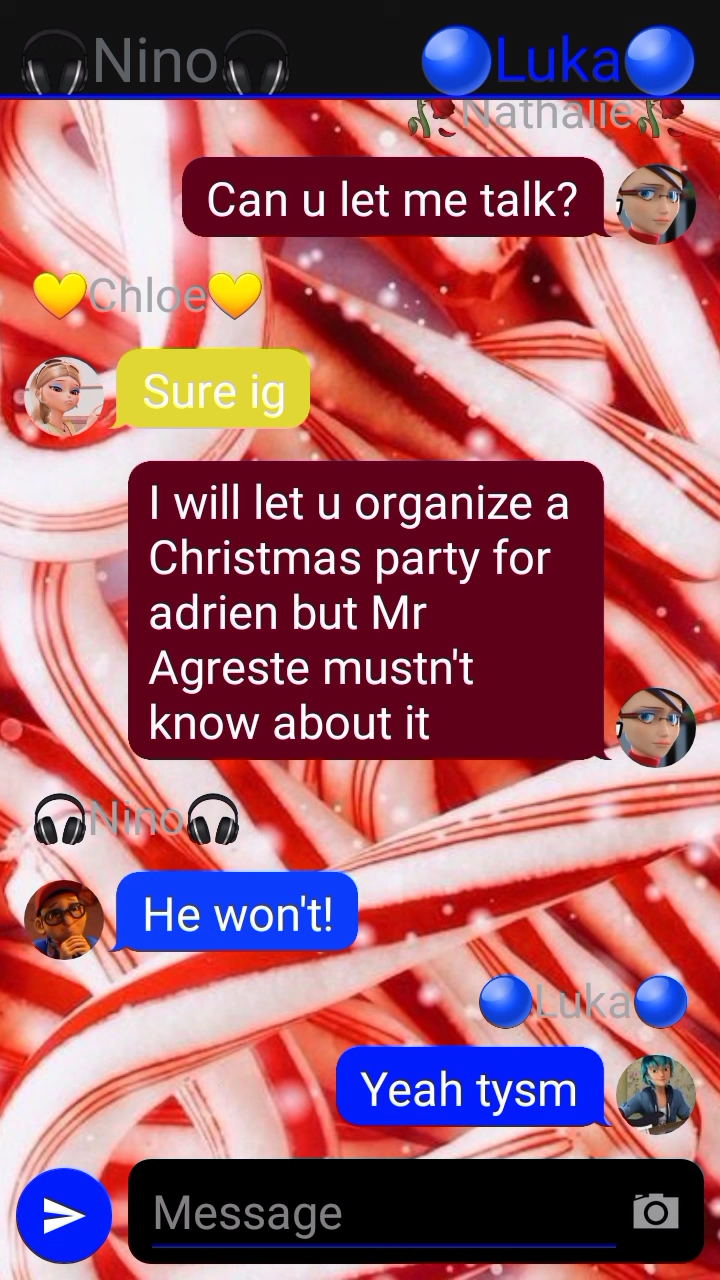 🎧Nino🎧 🔵Luka🔵
🥀Nathalie🥀
Can u let me talk?
💛Chloe💛
Sure ig
I will let u organize a
Christmas party for
adrien but Mr
Agreste mustn't
know about it
🎧Nino🎧
He won't!
🔵Luka🔵
Yeah tysm
Message